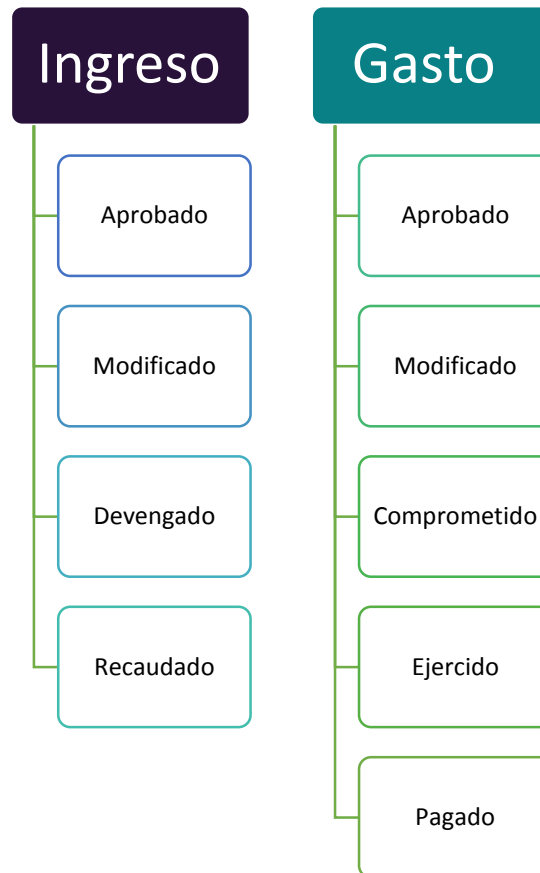 Ingreso
Aprobado
Modificado
Devengado
Recaudado
Gasto
Aprobado
Modificado
Comprometido
Ejercido
Pagado